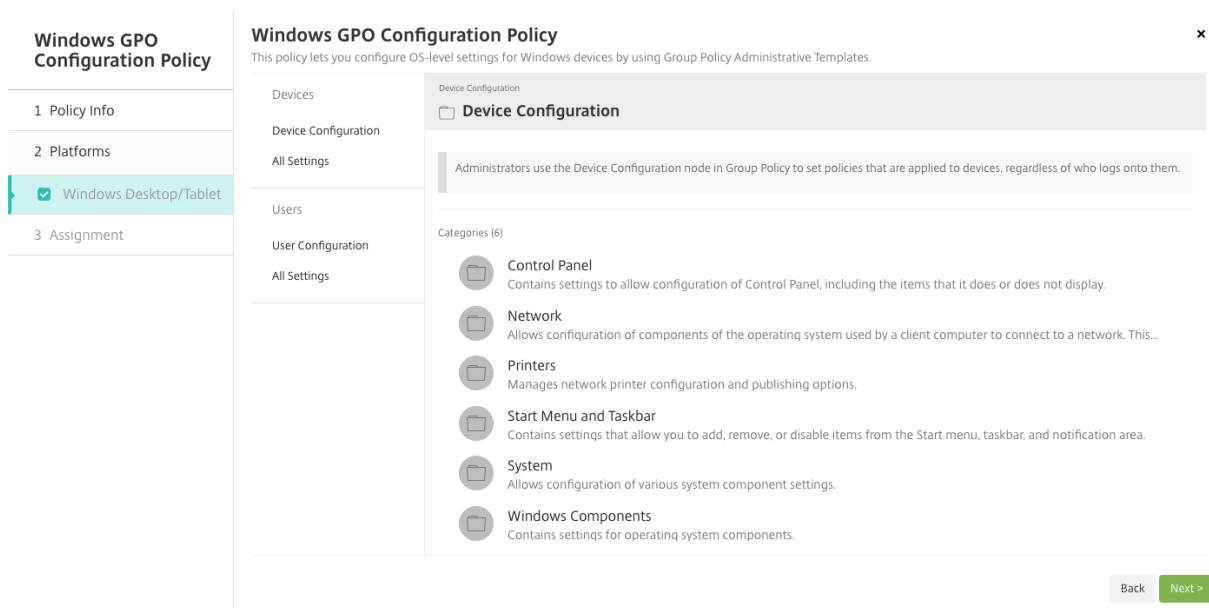 Windows GPO
Configuration Policy
1 Policy Info
2 Platforms
Windows Desktop/Tablet
3 Assignment
Windows GPO Configuration Policy
This policy lets you configure OS-level settings for Windows devices by using Group Policy Administrative Templates.
×
Devices
Device Configuration
All Settings
Users
User Configuration
All Settings
Device Configuration
Device Configuration
Administrators use the Device Configuration node in Group Policy to set policies that are applied to devices, regardless of who logs onto them.
Categories (6)
Control Panel
Contains settings to allow configuration of Control Panel, including the items that it does or does not display.
Network
Allows configuration of components of the operating system used by a client computer to connect to a network. This...
Printers
Manages network printer configuration and publishing options.
Start Menu and Taskbar
Contains settings that allow you to add, remove, or disable items from the Start menu, taskbar, and notification area.
System
Allows configuration of various system component settings.
Windows Components
Contains settings for operating system components.
Back
Next >